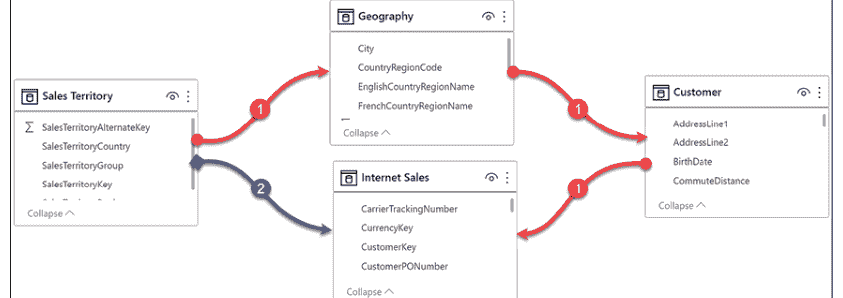 Geography
City
CountryRegionCode
EnglishCountryRegionName
FrenchCountryRegionName
Collapse
Sales Territory
SalesTerritoryAlternateKey
SalesTerritoryCountry
SalesTerritoryGroup
SalesTerritoryKey
Collapse
1
1
Customer
AddressLine1
AddressLine2
BirthDate
CommuteDistance
Collapse
2
1
Internet Sales
CarrierTrackingNumber
CurrencyKey
CustomerKey
CustomerPONumber
Collapse